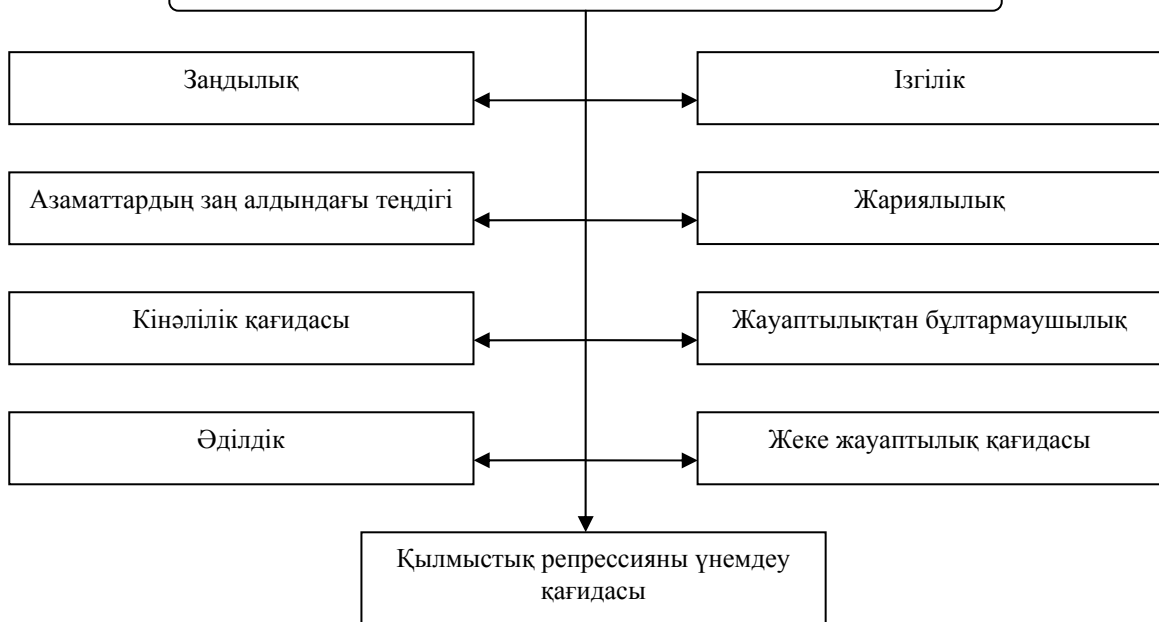 Заңдылық
Ізгілік
Азаматтардың заң алдындағы теңдігі
Жариялылық
Кінәлілік қағидасы
Жауаптылықтан бұлтармаушылық
Әділдік
Жеке жауаптылық қағидасы
Қылмыстық репрессияны үнемдеу
қағидасы